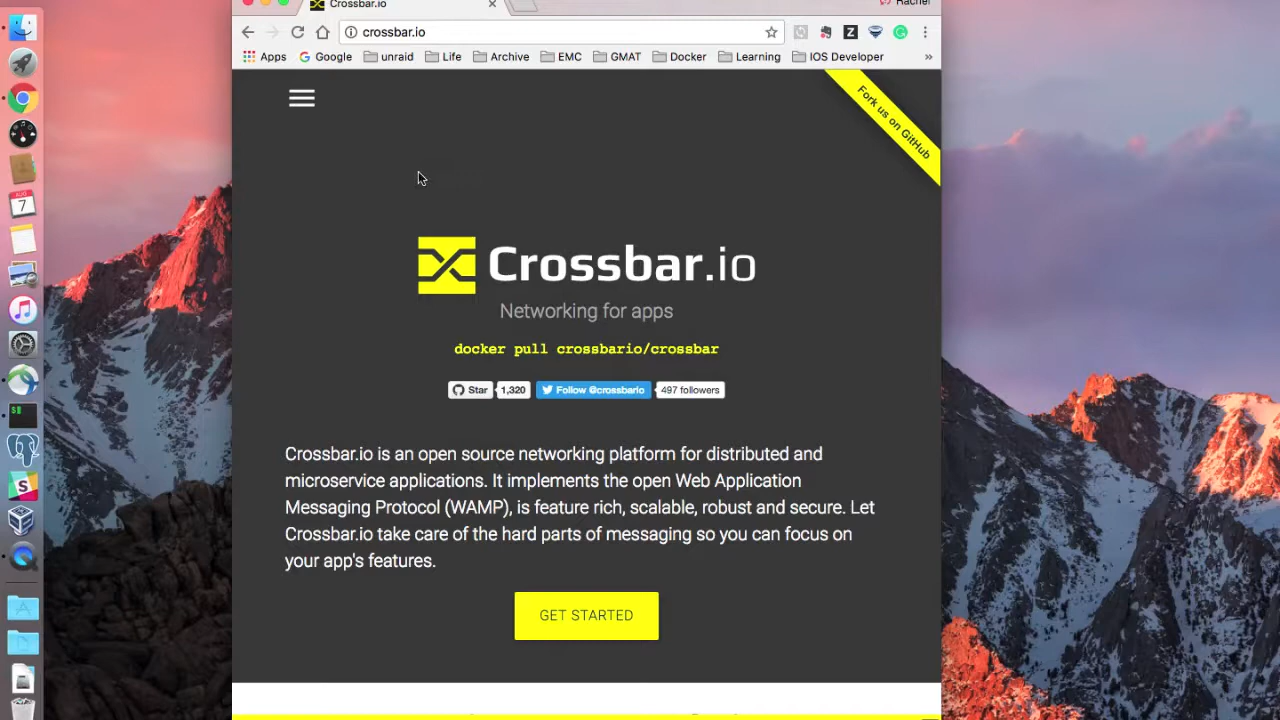 Crossbar.io
Rachel
crossbar.io
Apps Google unraid Life Archive EMC GMAT Docker Learning IOS Developer »
Fork us on GitHub
Crossbar.io
Networking for apps
docker pull crossbario/crossbar
Star 1,320 Follow @crossbario 497 followers
Crossbar.io is an open source networking platform for distributed and
microservice applications. It implements the open Web Application
Messaging Protocol (WAMP), is feature rich, scalable, robust and secure. Let
Crossbar.io take care of the hard parts of messaging so you can focus on
your app's features.
GET STARTED
AUG
7
Z
S
$